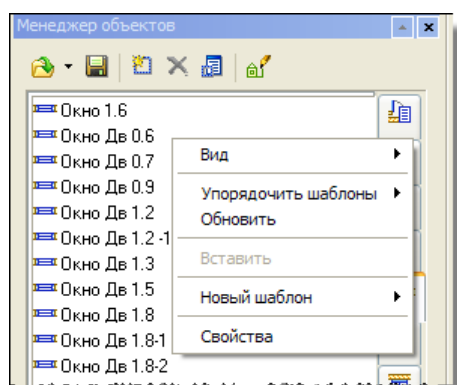 Менеджер объектов
Окно 1.6
Окно Дв 0.6
Окно Дв 0.7
Окно Дв 0.9
Окно Дв 1.2
Окно Дв 1.2 -1
Окно Дв 1.3
Окно Дв 1.5
Окно Дв 1.8
Окно Дв 1.8-1
Окно Дв 1.8-2
Вид
Упорядочить шаблоны
Обновить
Вставить
Новый шаблон
Свойства